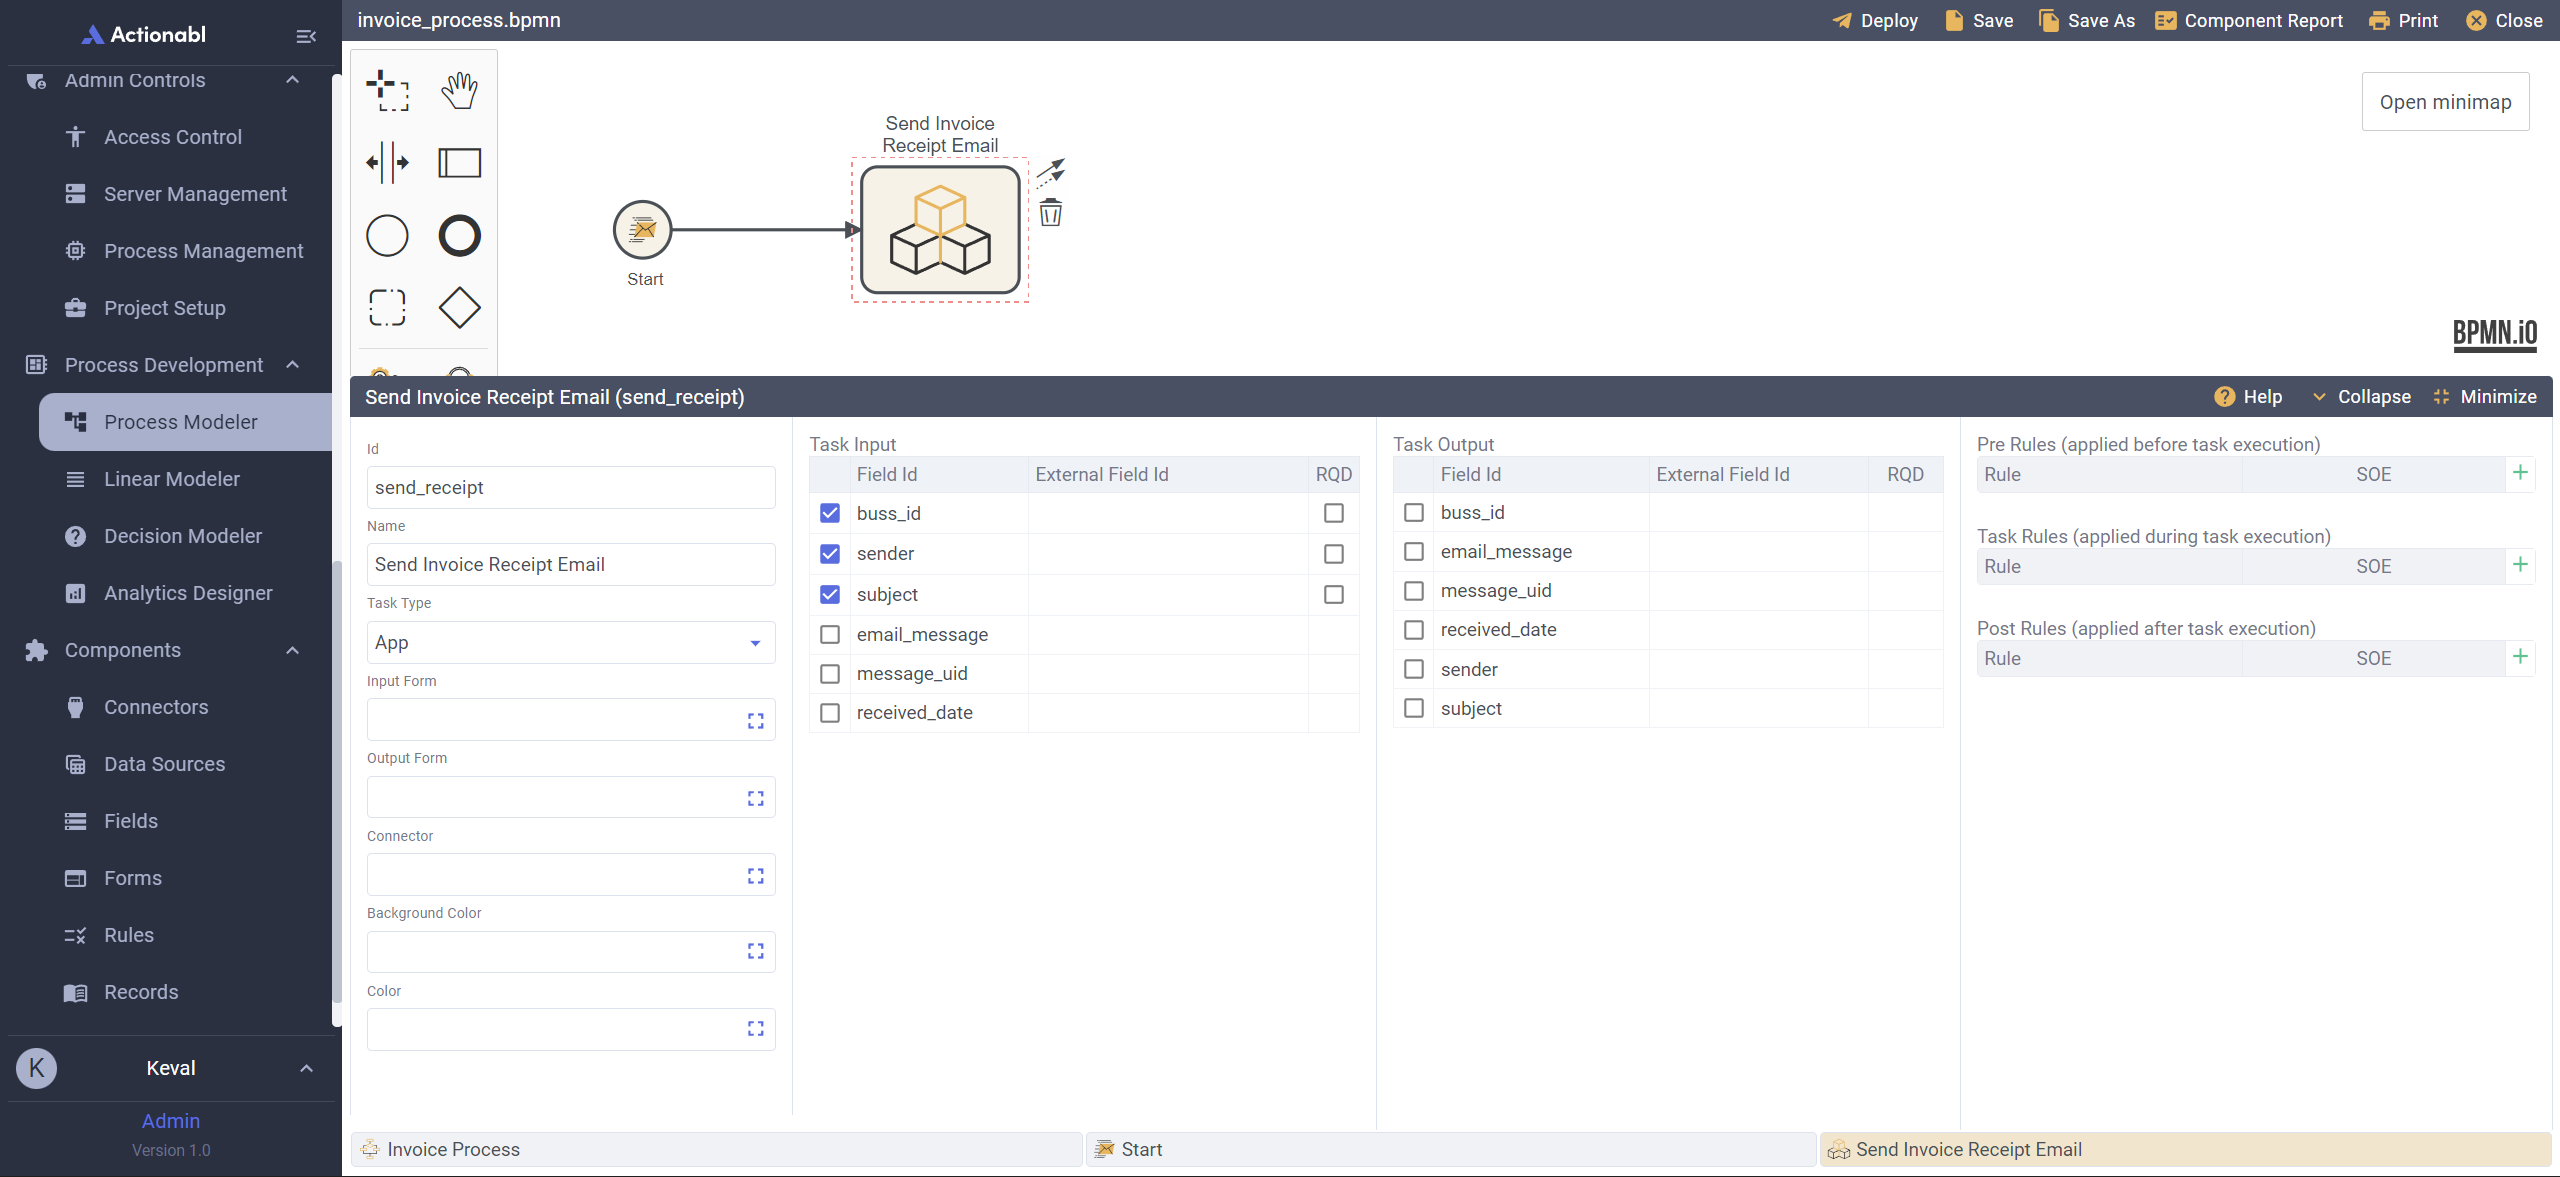 Actionabl
Admin Controls
Access Control
Server Management
Process Management
Project Setup
Process Development
Process Modeler
Linear Modeler
Decision Modeler
Analytics Designer
Components
Connectors
Data Sources
Fields
Forms
Rules
Records
K
Keval
Admin
Version 1.0
invoice_process.bpmn
Deploy
Save
Save As
Component Report
Print
Close
Open minimap
Send Invoice
Receipt Email
Start
BPMN.iO
Send Invoice Receipt Email (send_receipt)
Help
Collapse
Minimize
Id
send_receipt
Name
Send Invoice Receipt Email
Task Type
App
Input Form
Output Form
Connector
Background Color
Color
Task Input
Field Id External Field Id RQD
buss_id
sender
subject
email_message
message_uid
received_date
Task Output
Field Id External Field Id RQD
buss_id
email_message
message_uid
received_date
sender
subject
Pre Rules (applied before task execution)
Rule SOE +
Task Rules (applied during task execution)
Rule SOE +
Post Rules (applied after task execution)
Rule SOE +
Invoice Process
Start
Send Invoice Receipt Email